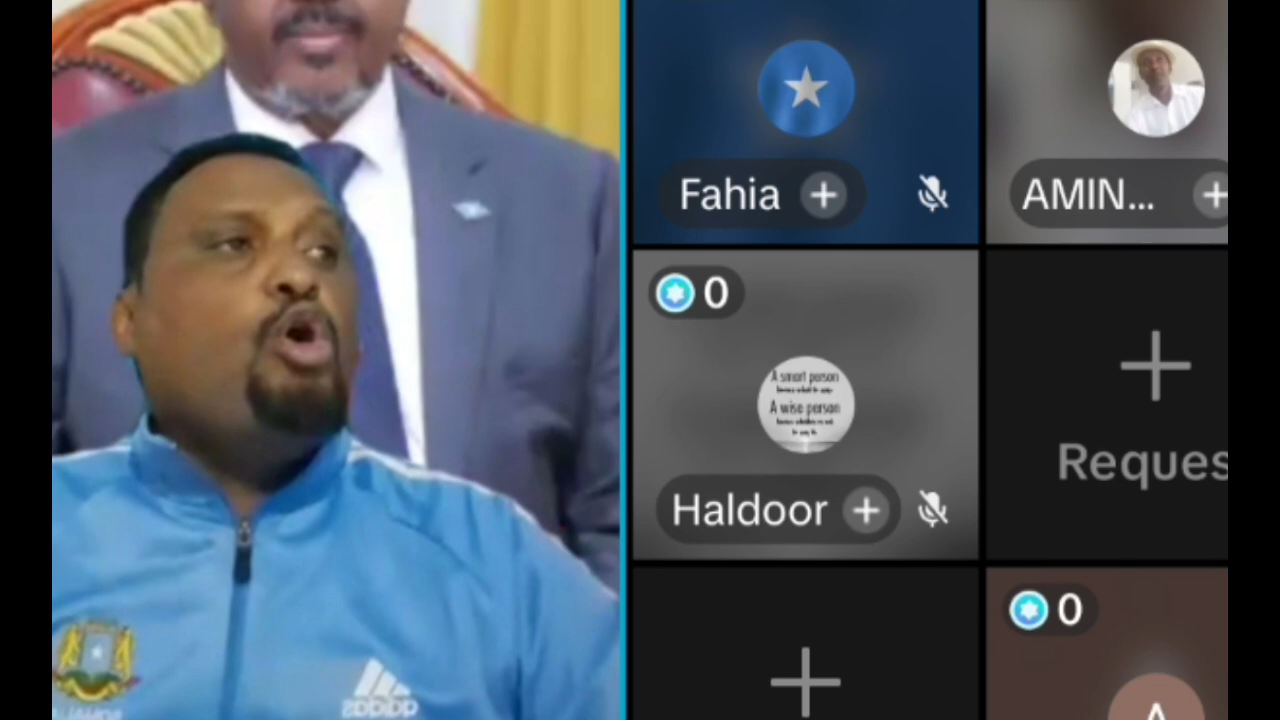 Fahia
AMIN...
0
A smart person
A wise person
Haldoor
Reques
0
A
adidas